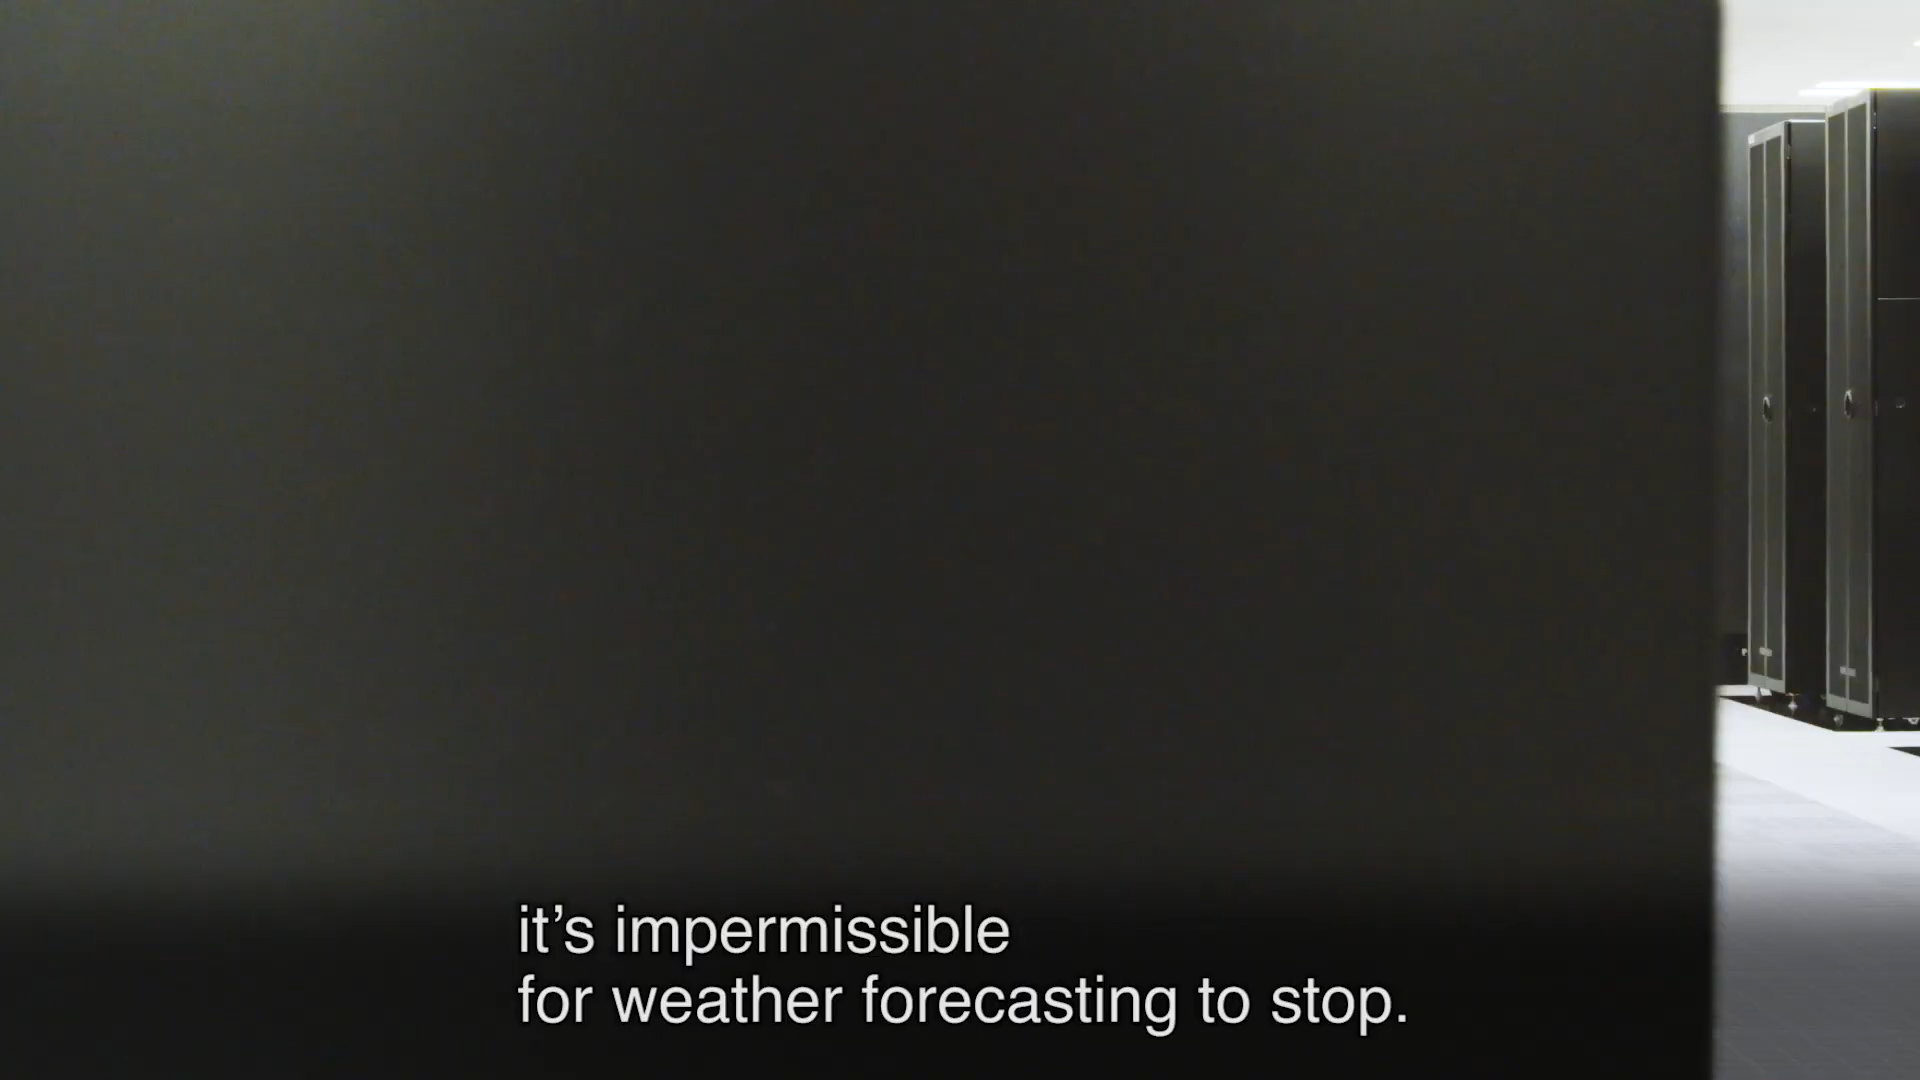 it’s impermissible
for weather forecasting to stop.